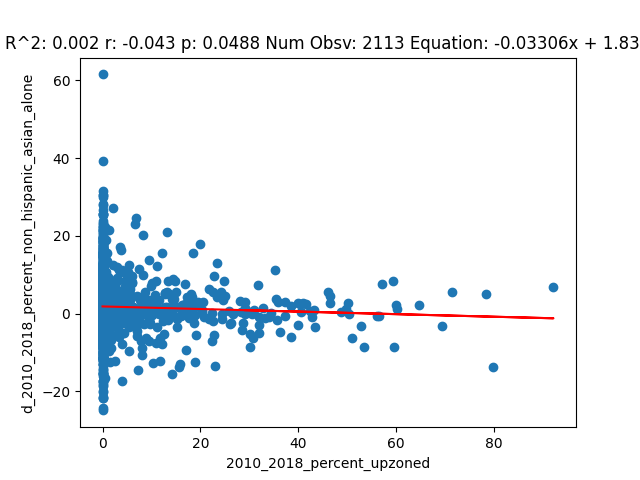 R^2: 0.002 r: -0.043 p: 0.0488 Num Obsv: 2113 Equation: -0.03306x + 1.83
60
40
20
0
−20
d_2010_2018_percent_non_hispanic_asian_alone
0 20 40 60 80
2010_2018_percent_upzoned